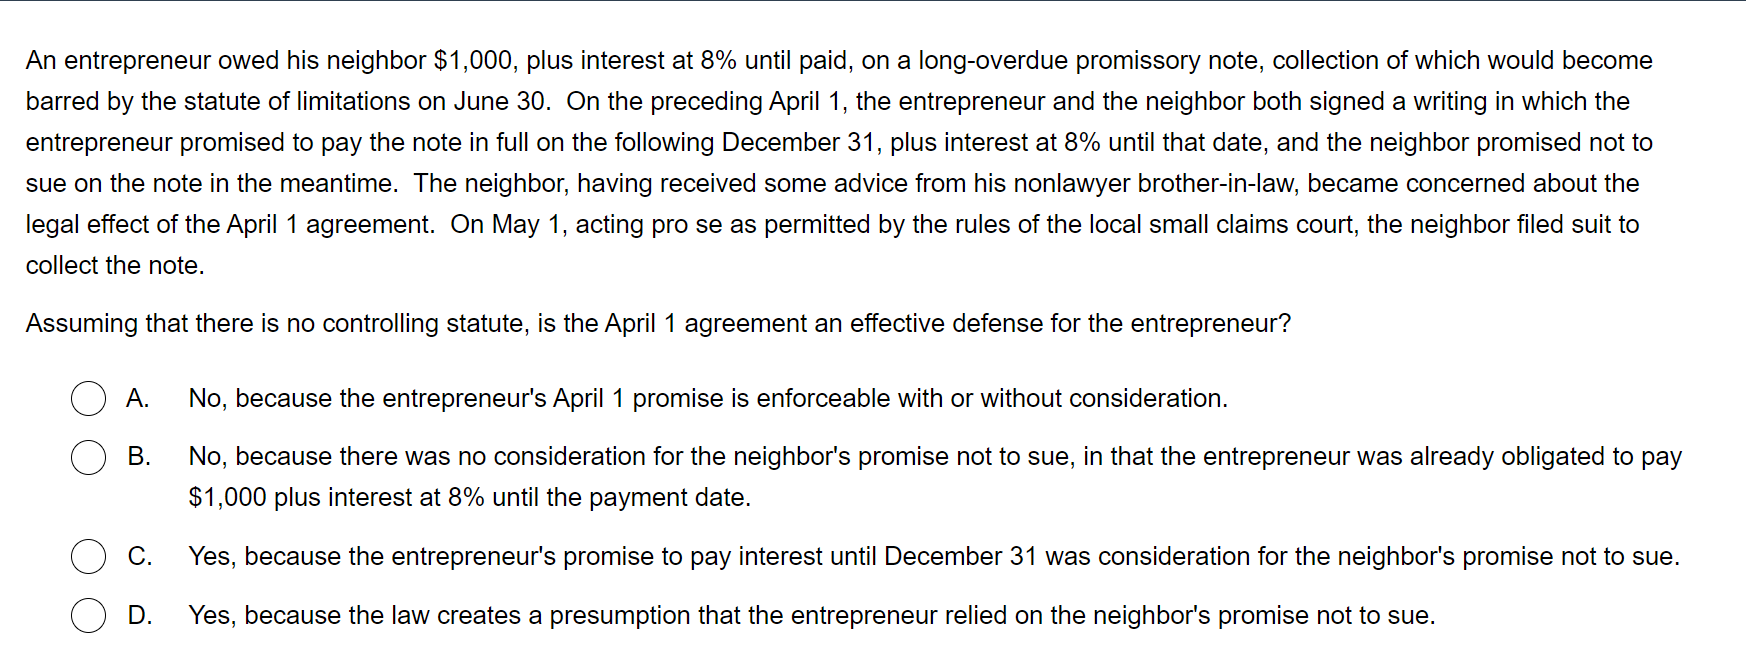 An entrepreneur owed his neighbor $1,000, plus interest at 8% until paid, on a long-overdue promissory note, collection of which would become
barred by the statute of limitations on June 30.  On the preceding April 1, the entrepreneur and the neighbor both signed a writing in which the
entrepreneur promised to pay the note in full on the following December 31, plus interest at 8% until that date, and the neighbor promised not to
sue on the note in the meantime.  The neighbor, having received some advice from his nonlawyer brother-in-law, became concerned about the
legal effect of the April 1 agreement.  On May 1, acting pro se as permitted by the rules of the local small claims court, the neighbor filed suit to
collect the note.
Assuming that there is no controlling statute, is the April 1 agreement an effective defense for the entrepreneur?
A. No, because the entrepreneur's April 1 promise is enforceable with or without consideration.
B. No, because there was no consideration for the neighbor's promise not to sue, in that the entrepreneur was already obligated to pay
$1,000 plus interest at 8% until the payment date.
C. Yes, because the entrepreneur's promise to pay interest until December 31 was consideration for the neighbor's promise not to sue.
D. Yes, because the law creates a presumption that the entrepreneur relied on the neighbor's promise not to sue.